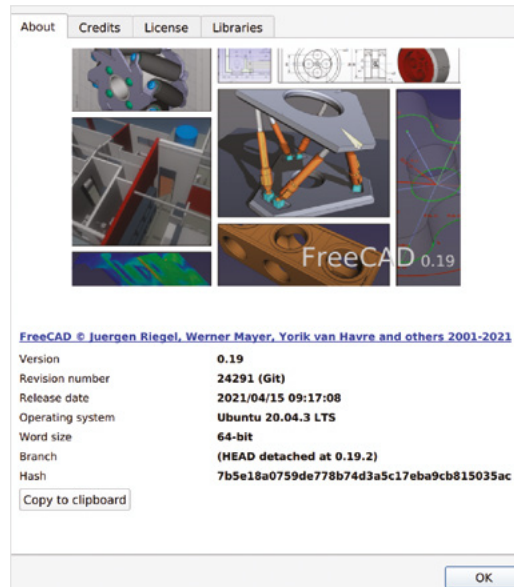 About Credits License Libraries
FreeCAD 0.19
FreeCAD © Juergen Riegel, Werner Mayer, Yorik van Havre and others 2001-2021
Version 0.19
Revision number 24291 (Git)
Release date 2021/04/15 09:17:08
Operating system Ubuntu 20.04.3 LTS
Word size 64-bit
Branch (HEAD detached at 0.19.2)
Hash 7b5e18a0759de778b74d3a5c17eba9cb815035ac
Copy to clipboard
OK